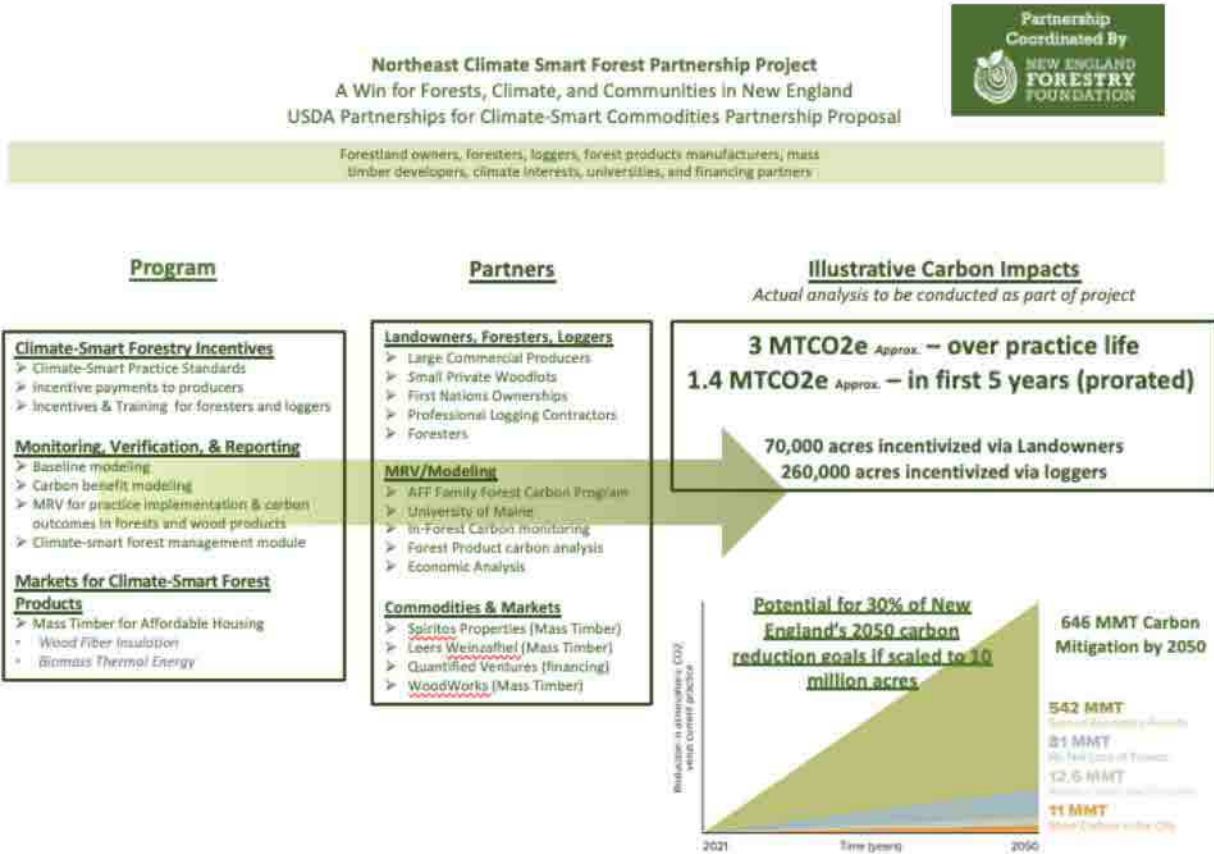 Partnership
Coordinated By
NEW ENGLAND
FORESTRY
FOUNDATION
Northeast Climate Smart Forest Partnership Project
A Win for Forests, Climate, and Communities in New England
USDA Partnerships for Climate-Smart Commodities Partnership Proposal
Forestland owners, foresters, loggers, forest products manufacturers, mass
timber developers, climate interests, universities, and financing partners
Program
Climate-Smart Forestry Incentives
➢ Climate-Smart Practice Standards
➢ Incentive payments to producers
➢ Incentives & Training for foresters and loggers
Monitoring, Verification, & Reporting
➢ Baseline modeling
➢ Carbon benefit modeling
➢ MRV for practice implementation & carbon
outcomes in forests and wood products
➢ Climate-smart forest management module
Markets for Climate-Smart Forest
Products
➢ Mass Timber for Affordable Housing
• Wood Fiber Insulation
• Biomass Thermal Energy
Partners
Landowners, Foresters, Loggers
➢ Large Commercial Producers
➢ Small Private Woodlots
➢ First Nations Ownerships
➢ Professional Logging Contractors
➢ Foresters
MRV/Modeling
➢ AFF Family Forest Carbon Program
➢ University of Maine
➢ In-Forest Carbon monitoring
➢ Forest Product carbon analysis
➢ Economic Analysis
Commodities & Markets
➢ Spiritos Properties (Mass Timber)
➢ Leers Weinzaphel (Mass Timber)
➢ Quantified Ventures (financing)
➢ WoodWorks (Mass Timber)
Illustrative Carbon Impacts
Actual analysis to be conducted as part of project
3 MTCO2e Approx. – over practice life
1.4 MTCO2e Approx. – in first 5 years (prorated)
70,000 acres incentivized via Landowners
260,000 acres incentivized via loggers
Potential for 30% of New
England's 2050 carbon
reduction goals if scaled to 10
million acres
646 MMT Carbon
Mitigation by 2050
542 MMT
81 MMT
12.6 MMT
11 MMT
Reduction in atmospheric CO2
versus current practice
2021
Time (years)
2050